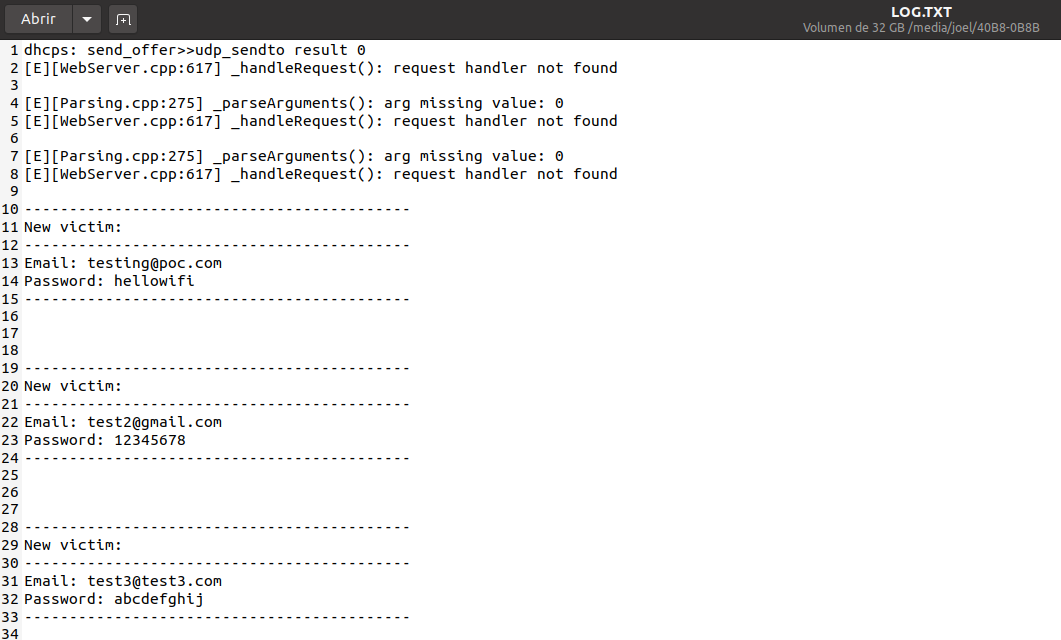 Abrir
LOG.TXT
Volumen de 32 GB /media/joel/40B8-0B8B
1 dhcps: send_offer>>udp_sendto result 0
2 [E][WebServer.cpp:617] _handleRequest(): request handler not found
3
4 [E][Parsing.cpp:275] _parseArguments(): arg missing value: 0
5 [E][WebServer.cpp:617] _handleRequest(): request handler not found
6
7 [E][Parsing.cpp:275] _parseArguments(): arg missing value: 0
8 [E][WebServer.cpp:617] _handleRequest(): request handler not found
9
10 -------------------------------------------
11 New victim:
12 -------------------------------------------
13 Email: testing@poc.com
14 Password: hellowifi
15 -------------------------------------------
16
17
18
19 -------------------------------------------
20 New victim:
21 -------------------------------------------
22 Email: test2@gmail.com
23 Password: 12345678
24 -------------------------------------------
25
26
27
28 -------------------------------------------
29 New victim:
30 -------------------------------------------
31 Email: test3@test3.com
32 Password: abcdefghij
33 -------------------------------------------
34